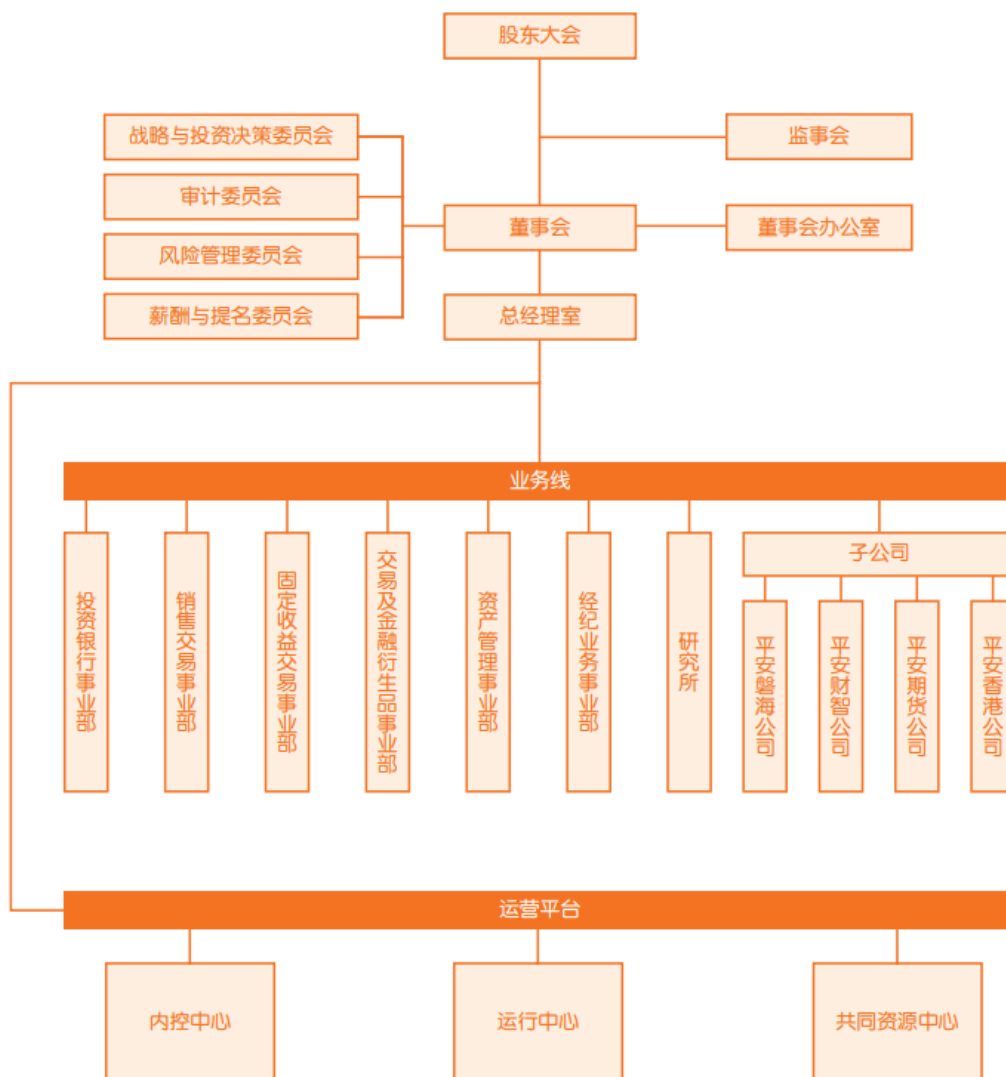 股东大会
战略与投资决策委员会
监事会
审计委员会
董事会
董事会办公室
风险管理委员会
薪酬与提名委员会
总经理室
业务线
投资银行事业部
销售交易事业部
固定收益交易事业部
交易及金融衍生品事业部
资产管理事业部
经纪业务事业部
研究所
子公司
平安磐海公司
平安财智公司
平安期货公司
平安香港公司
运营平台
内控中心
运行中心
共同资源中心